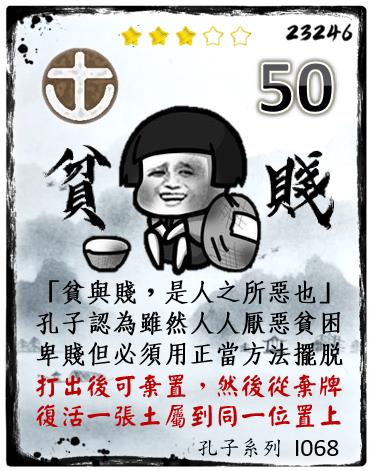 23246
土
50
貧 賤
「貧與賤，是人之所惡也」
孔子認為雖然人人厭惡貧困
卑賤但必須用正當方法擺脱
打出後可棄置，然後從棄牌
復活一張土屬到同一位置上
孔子系列 I068